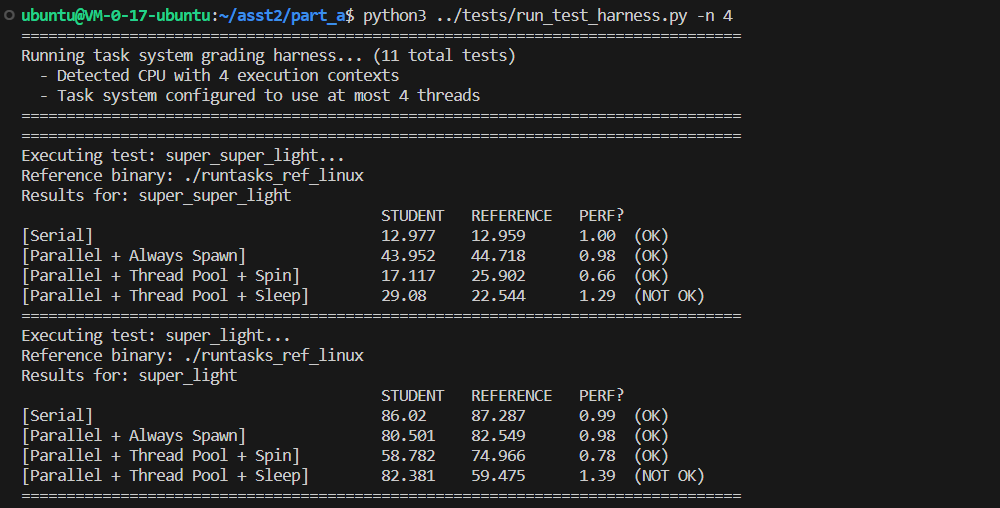 ubuntu@VM-0-17-ubuntu:~/asst2/part_a$ python3 ../tests/run_test_harness.py -n 4
================================================================================
Running task system grading harness... (11 total tests)
  - Detected CPU with 4 execution contexts
  - Task system configured to use at most 4 threads
================================================================================
================================================================================
Executing test: super_super_light...
Reference binary: ./runtasks_ref_linux
Results for: super_super_light
                                        STUDENT   REFERENCE   PERF?
[Serial]                                12.977    12.959      1.00  (OK)
[Parallel + Always Spawn]               43.952    44.718      0.98  (OK)
[Parallel + Thread Pool + Spin]         17.117    25.902      0.66  (OK)
[Parallel + Thread Pool + Sleep]        29.08     22.544      1.29  (NOT OK)
================================================================================
Executing test: super_light...
Reference binary: ./runtasks_ref_linux
Results for: super_light
                                        STUDENT   REFERENCE   PERF?
[Serial]                                86.02     87.287      0.99  (OK)
[Parallel + Always Spawn]               80.501    82.549      0.98  (OK)
[Parallel + Thread Pool + Spin]         58.782    74.966      0.78  (OK)
[Parallel + Thread Pool + Sleep]        82.381    59.475      1.39  (NOT OK)
================================================================================